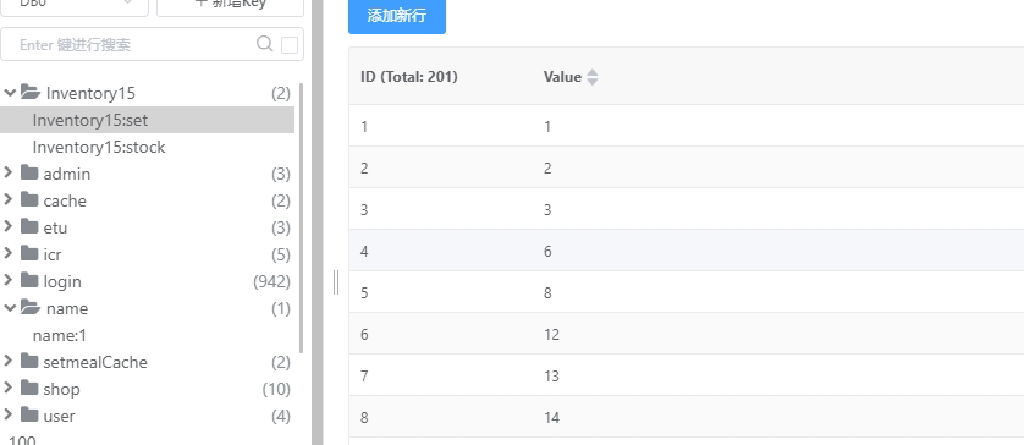 DB0
+ 新增Key
Enter 键进行搜索
Inventory15 (2)
Inventory15:set
Inventory15:stock
admin (3)
cache (2)
etu (3)
icr (5)
login (942)
name (1)
name:1
setmealCache (2)
shop (10)
user (4)
100
添加新行
ID (Total: 201) Value
1 1
2 2
3 3
4 6
5 8
6 12
7 13
8 14